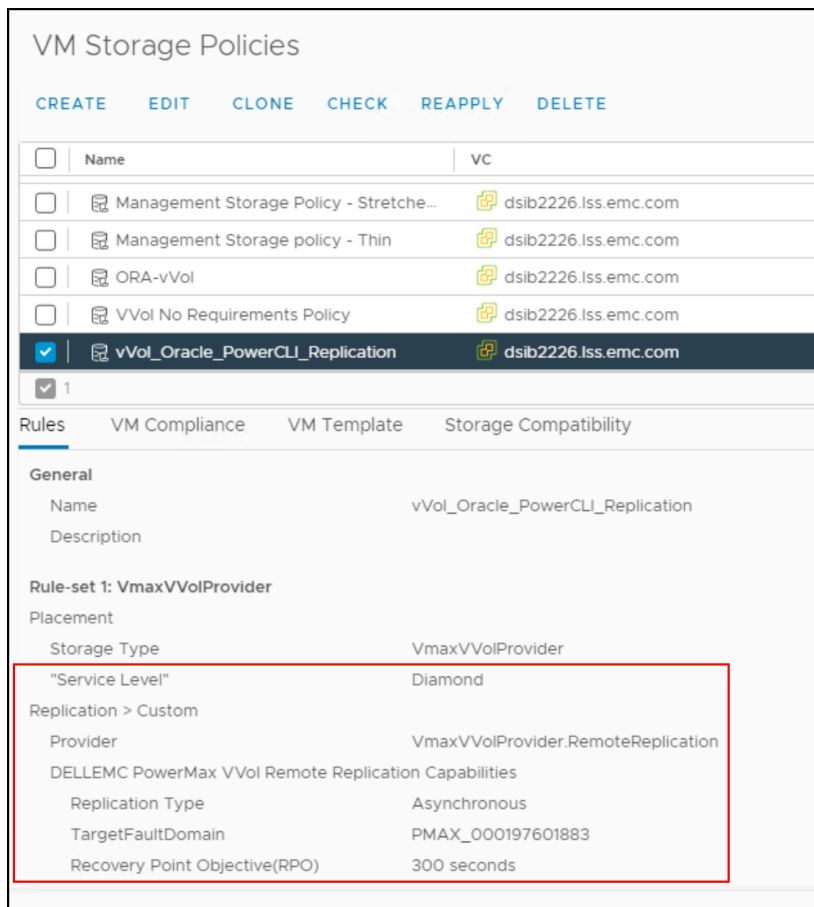 VM Storage Policies
CREATE EDIT CLONE CHECK REAPPLY DELETE
Name VC
Management Storage Policy - Stretche... dsib2226.lss.emc.com
Management Storage policy - Thin dsib2226.lss.emc.com
ORA-vVol dsib2226.lss.emc.com
VVol No Requirements Policy dsib2226.lss.emc.com
vVol_Oracle_PowerCLI_Replication dsib2226.lss.emc.com
1
Rules VM Compliance VM Template Storage Compatibility
General
Name vVol_Oracle_PowerCLI_Replication
Description
Rule-set 1: VmaxVVolProvider
Placement
Storage Type VmaxVVolProvider
"Service Level" Diamond
Replication > Custom
Provider VmaxVVolProvider.RemoteReplication
DELLEMC PowerMax VVol Remote Replication Capabilities
Replication Type Asynchronous
TargetFaultDomain PMAX_000197601883
Recovery Point Objective(RPO) 300 seconds